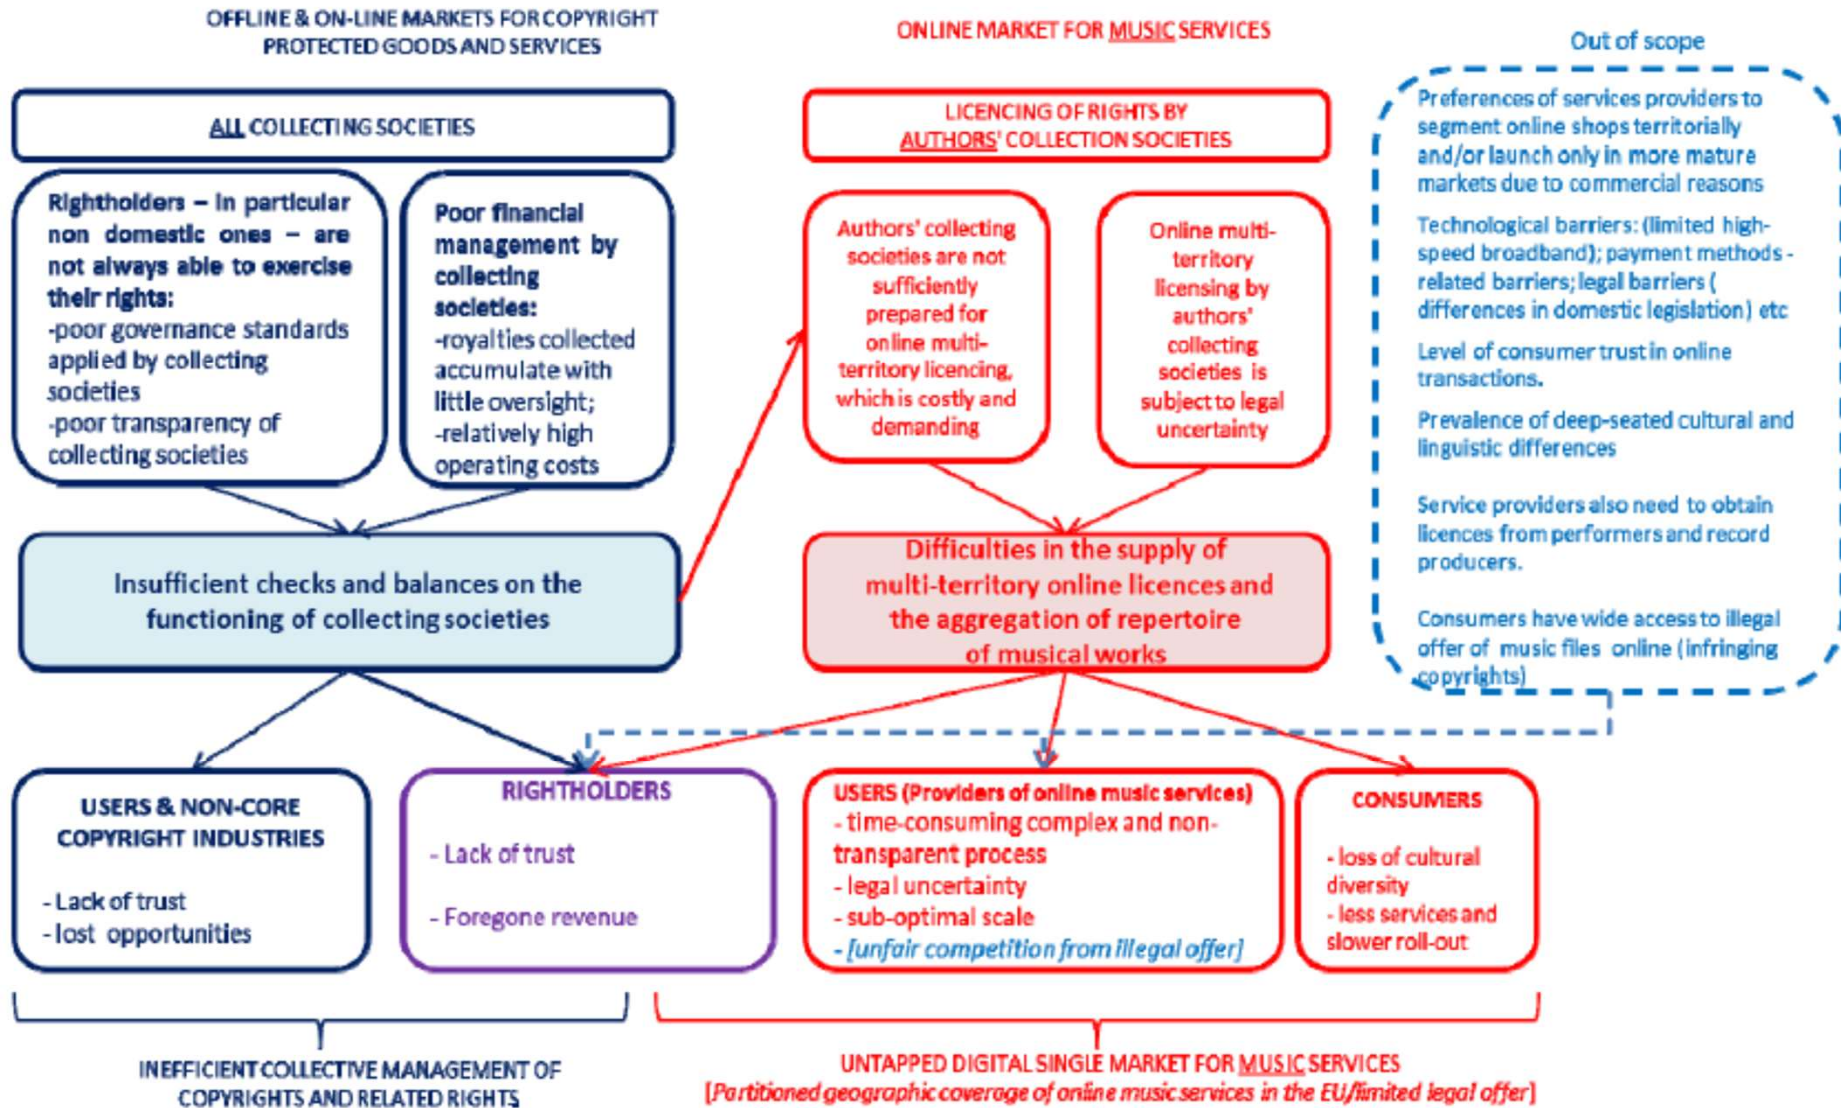 OFFLINE & ON-LINE MARKETS FOR COPYRIGHT
PROTECTED GOODS AND SERVICES
ALL COLLECTING SOCIETIES
Rightholders – in particular
non domestic ones – are
not always able to exercise
their rights:
-poor governance standards
applied by collecting
societies
-poor transparency of
collecting societies
Poor financial
management by
collecting
societies:
-royalties collected
accumulate with
little oversight;
-relatively high
operating costs
Insufficient checks and balances on the
functioning of collecting societies
ONLINE MARKET FOR MUSIC SERVICES
LICENCING OF RIGHTS BY
AUTHORS' COLLECTION SOCIETIES
Authors' collecting
societies are not
sufficiently
prepared for
online multi-
territory licencing,
which is costly and
demanding
Online multi-
territory
licensing by
authors'
collecting
societies is
subject to legal
uncertainty
Difficulties in the supply of
multi-territory online licences and
the aggregation of repertoire
of musical works
Out of scope
Preferences of services providers to
segment online shops territorially
and/or launch only in more mature
markets due to commercial reasons
Technological barriers: (limited high-
speed broadband); payment methods -
related barriers; legal barriers (
differences in domestic legislation) etc
Level of consumer trust in online
transactions.
Prevalence of deep-seated cultural and
linguistic differences
Service providers also need to obtain
licences from performers and record
producers.
Consumers have wide access to illegal
offer of music files online (infringing
copyrights)
USERS & NON-CORE
COPYRIGHT INDUSTRIES
- Lack of trust
- lost opportunities
RIGHTHOLDERS
- Lack of trust
- Foregone revenue
USERS (Providers of online music services)
- time-consuming complex and non-
transparent process
- legal uncertainty
- sub-optimal scale
- [unfair competition from illegal offer]
CONSUMERS
- loss of cultural
diversity
- less services and
slower roll-out
INEFFICIENT COLLECTIVE MANAGEMENT OF
COPYRIGHTS AND RELATED RIGHTS
UNTAPPED DIGITAL SINGLE MARKET FOR MUSIC SERVICES
[Partitioned geographic coverage of online music services in the EU/limited legal offer]